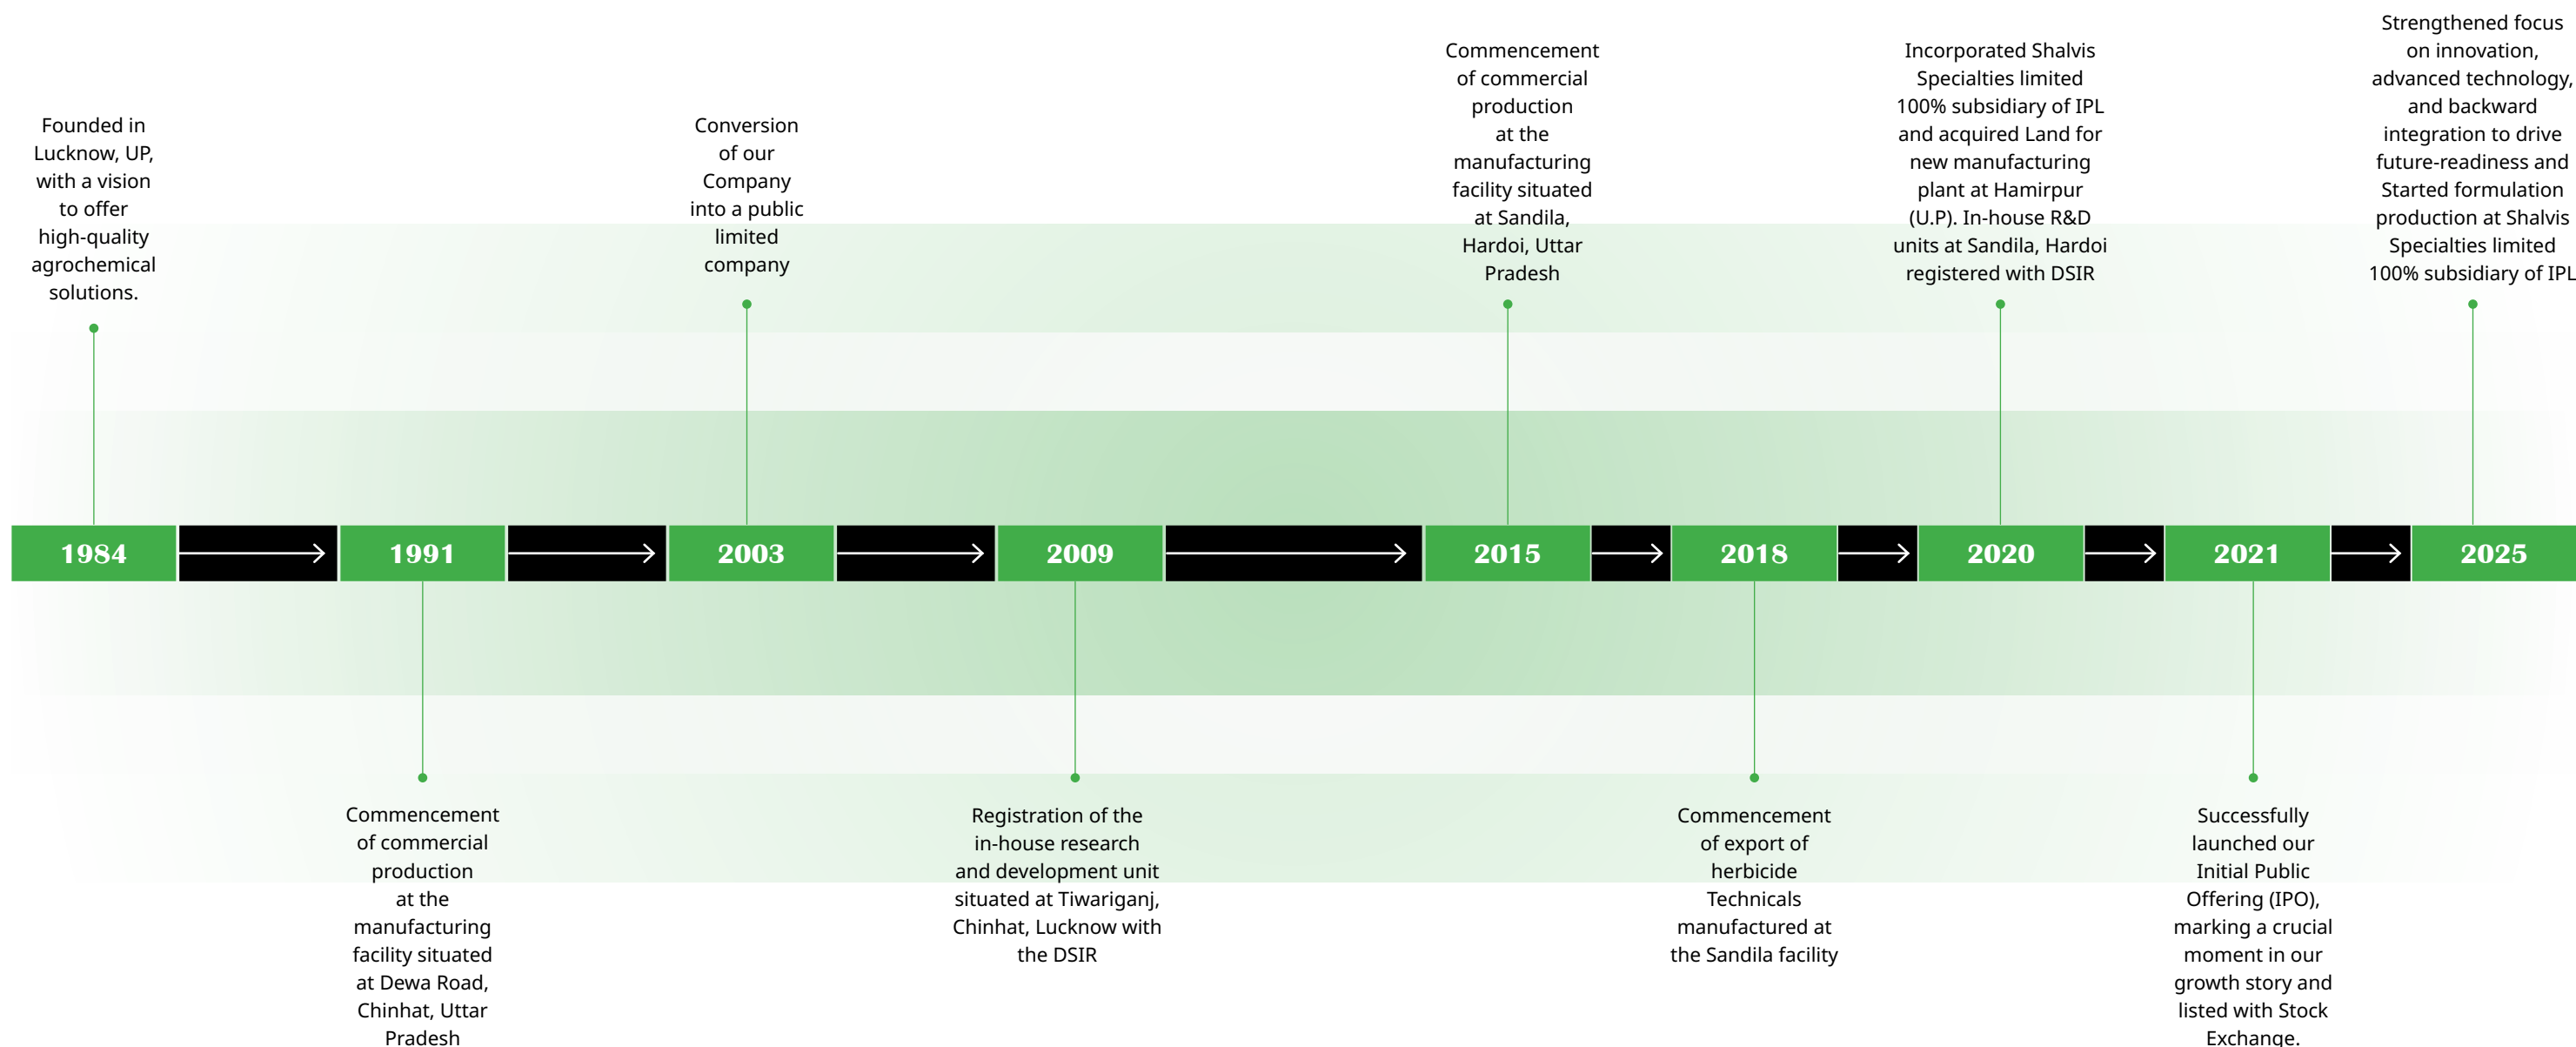 Founded in
Lucknow, UP,
with a vision
to offer
high-quality
agrochemical
solutions.
Conversion
of our
Company
into a public
limited
company
Commencement
of commercial
production
at the
manufacturing
facility situated
at Sandila,
Hardoi, Uttar
Pradesh
Incorporated Shalvis
Specialties limited
100% subsidiary of IPL
and acquired Land for
new manufacturing
plant at Hamirpur
(U.P). In-house R&D
units at Sandila, Hardoi
registered with DSIR
Strengthened focus
on innovation,
advanced technology,
and backward
integration to drive
future-readiness and
Started formulation
production at Shalvis
Specialties limited
100% subsidiary of IPL
1984 1991 2003 2009 2015 2018 2020 2021 2025
Commencement
of commercial
production
at the
manufacturing
facility situated
at Dewa Road,
Chinhat, Uttar
Pradesh
Registration of the
in-house research
and development unit
situated at Tiwariganj,
Chinhat, Lucknow with
the DSIR
Commencement
of export of
herbicide
Technicals
manufactured at
the Sandila facility
Successfully
launched our
Initial Public
Offering (IPO),
marking a crucial
moment in our
growth story and
listed with Stock
Exchange.